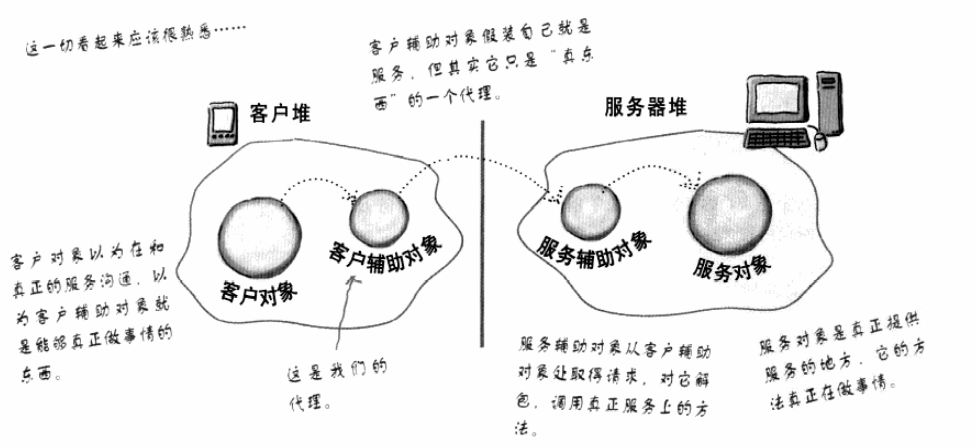 这一切看起来应该很熟悉……
客户辅助对象假装自己就是
服务，但其实它只是“真东
西”的一个代理。
客户堆
服务器堆
客户对象
客户辅助对象
服务辅助对象
服务对象
客户对象以为在和
真正的服务沟通，以
为客户辅助对象就
是能够真正做事情的
东西。
这是我们的
代理。
服务辅助对象从客户辅助
对象处取得请求，对它解
包，调用真正服务上的方
法。
服务对象是真正提供
服务的地方，它的方
法真正在做事情。